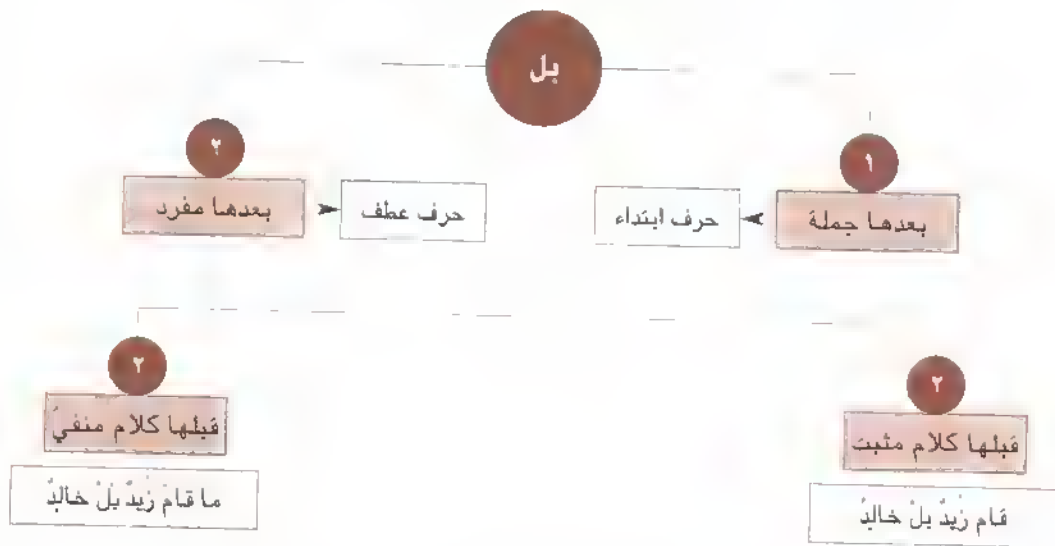 بل
١
بعدها جملة
حرف ابتداء
٢
بعدها مفرد
حرف عطف
٢
قبلها كلام مثبت
قام زيدٌ بلْ خالدٌ
٢
قبلها كلام منفيّ
ما قامَ زيدٌ بلْ خالدٌ